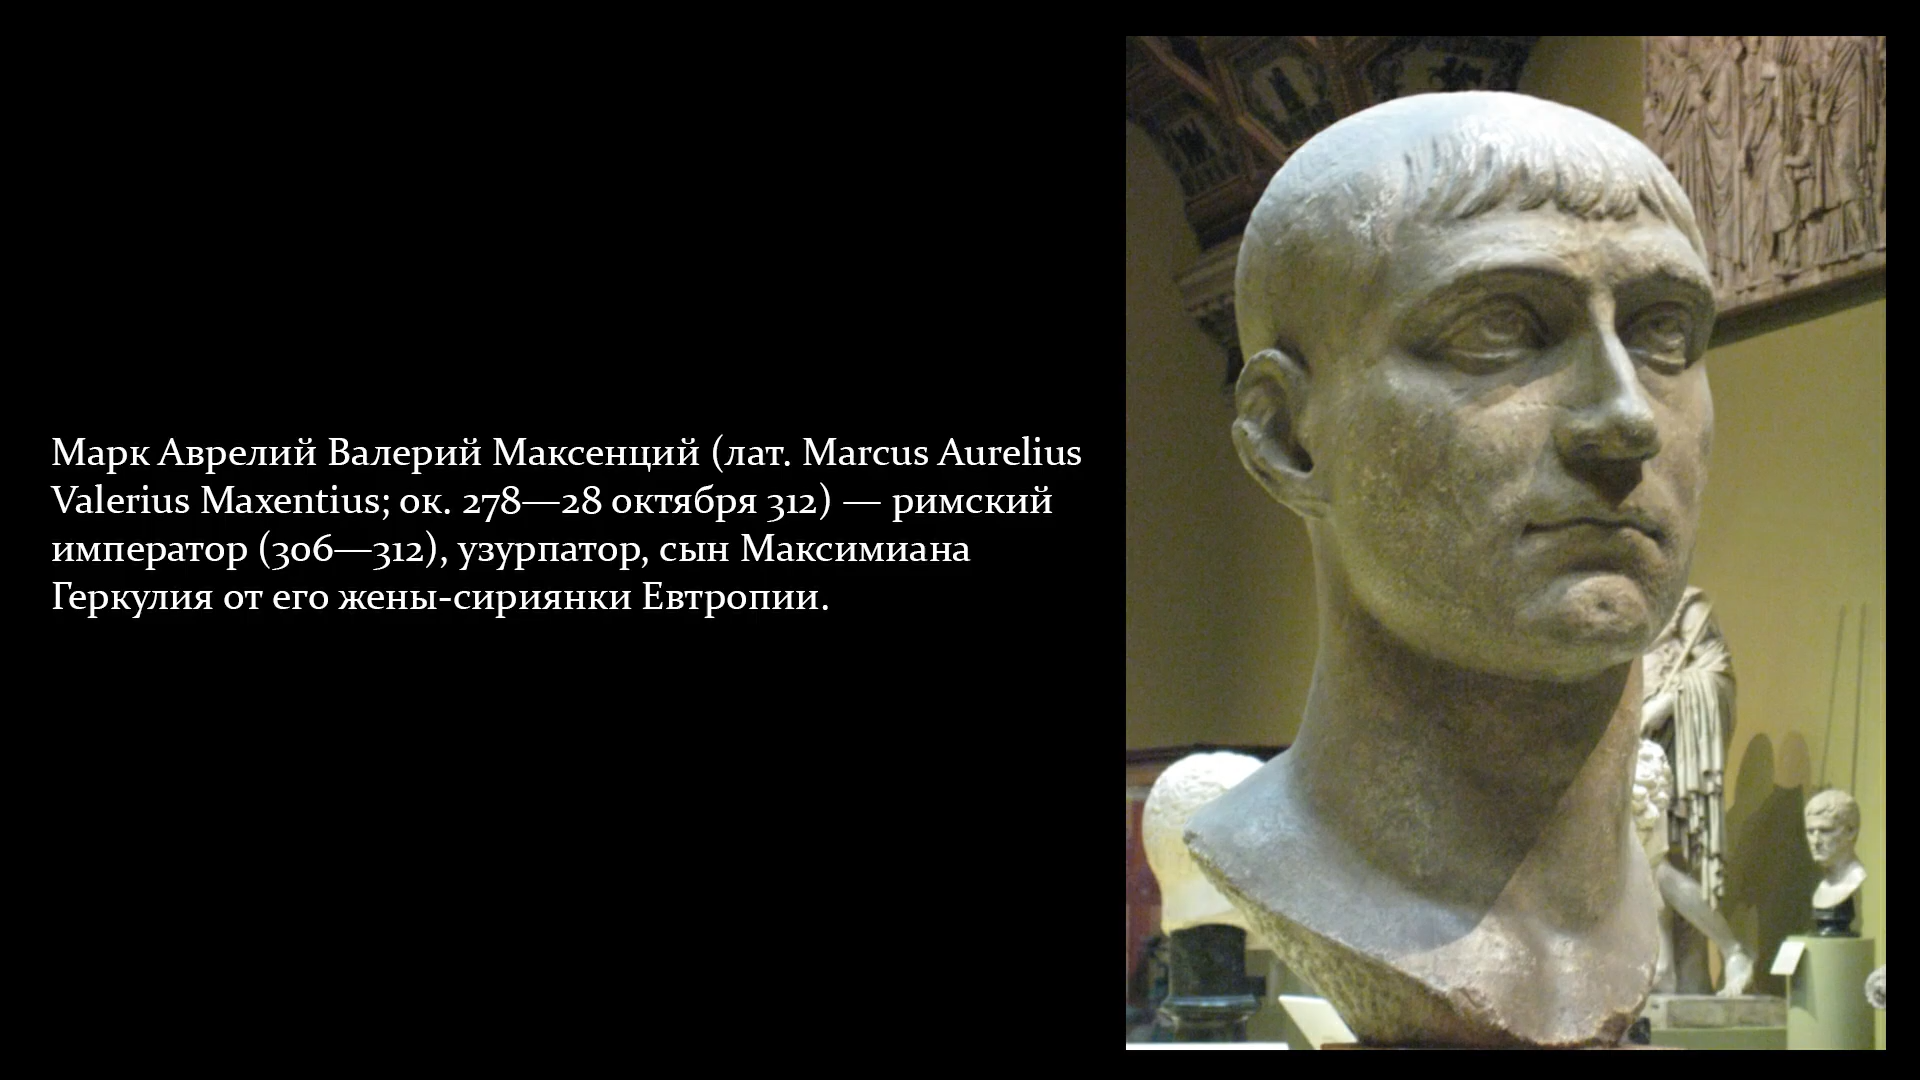 Марк Аврелий Валерий Максенций (лат. Marcus Aurelius
Valerius Maxentius; ок. 278—28 октября 312) — римский
император (306—312), узурпатор, сын Максимиана
Геркулия от его жены-сириянки Евтропии.